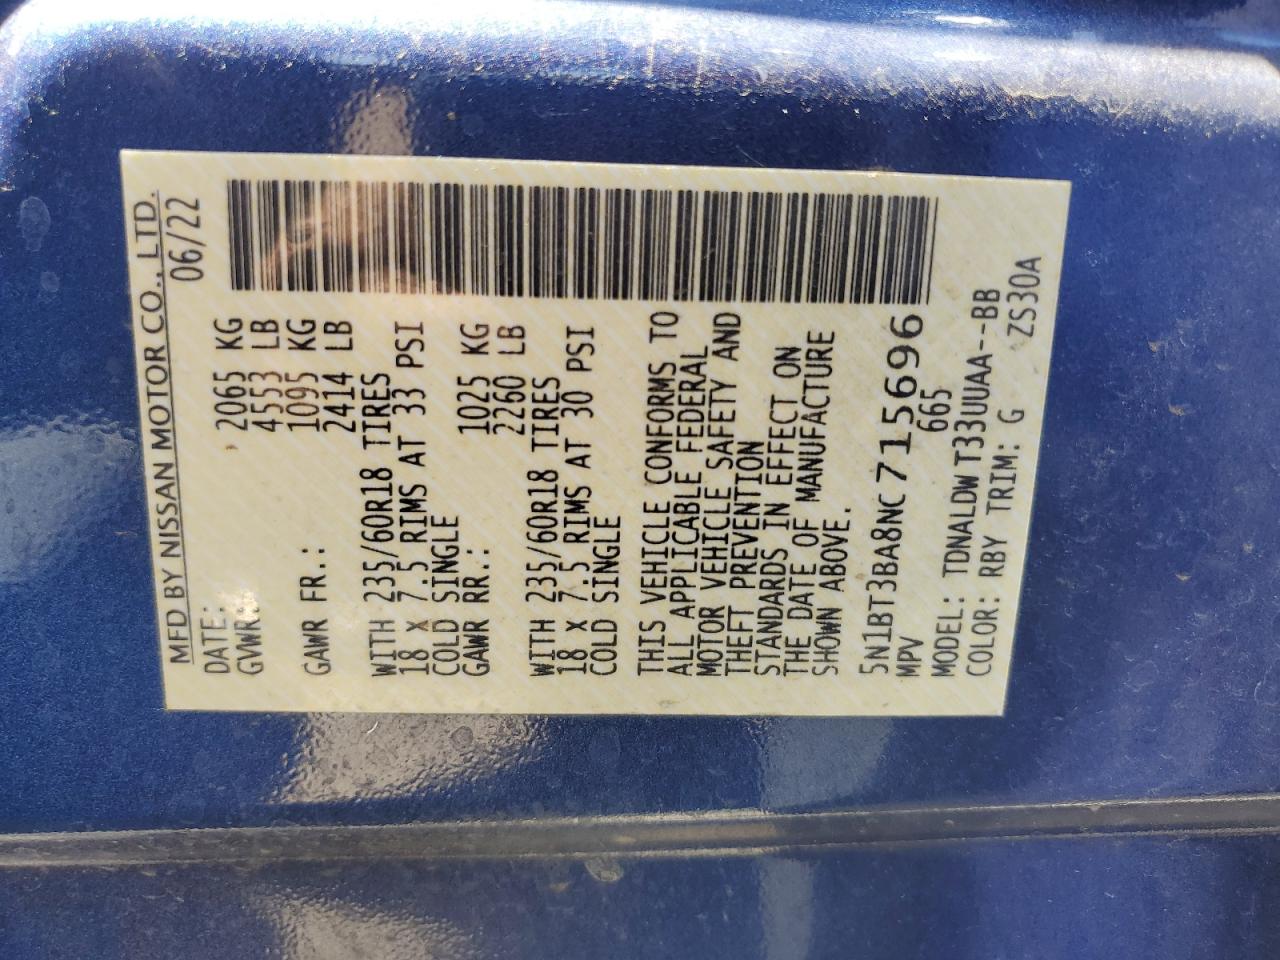 MFD BY NISSAN MOTOR CO., LTD.
DATE: 06/22
GVWR: 2065 KG
4553 LB
GAWR FR.: 1095 KG
2414 LB
WITH 235/60R18 TIRES
18 x 7.5 RIMS AT 33 PSI
COLD SINGLE
GAWR RR.: 1025 KG
2260 LB
WITH 235/60R18 TIRES
18 x 7.5 RIMS AT 30 PSI
COLD SINGLE
THIS VEHICLE CONFORMS TO
ALL APPLICABLE FEDERAL
MOTOR VEHICLE SAFETY AND
THEFT PREVENTION
STANDARDS IN EFFECT ON
THE DATE OF MANUFACTURE
SHOWN ABOVE.
5N1BT3BA8NC715696
MPV 665
MODEL: TDNALDW T33UUAA--BB
COLOR: RBY TRIM: G ZS30A